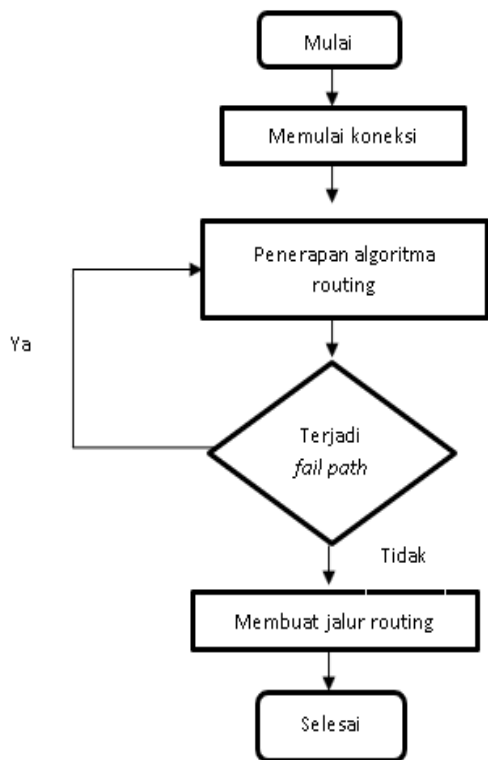 Mulai
Memulai koneksi
Penerapan algoritma
routing
Ya
Terjadi
fail path
Tidak
Membuat jalur routing
Selesai